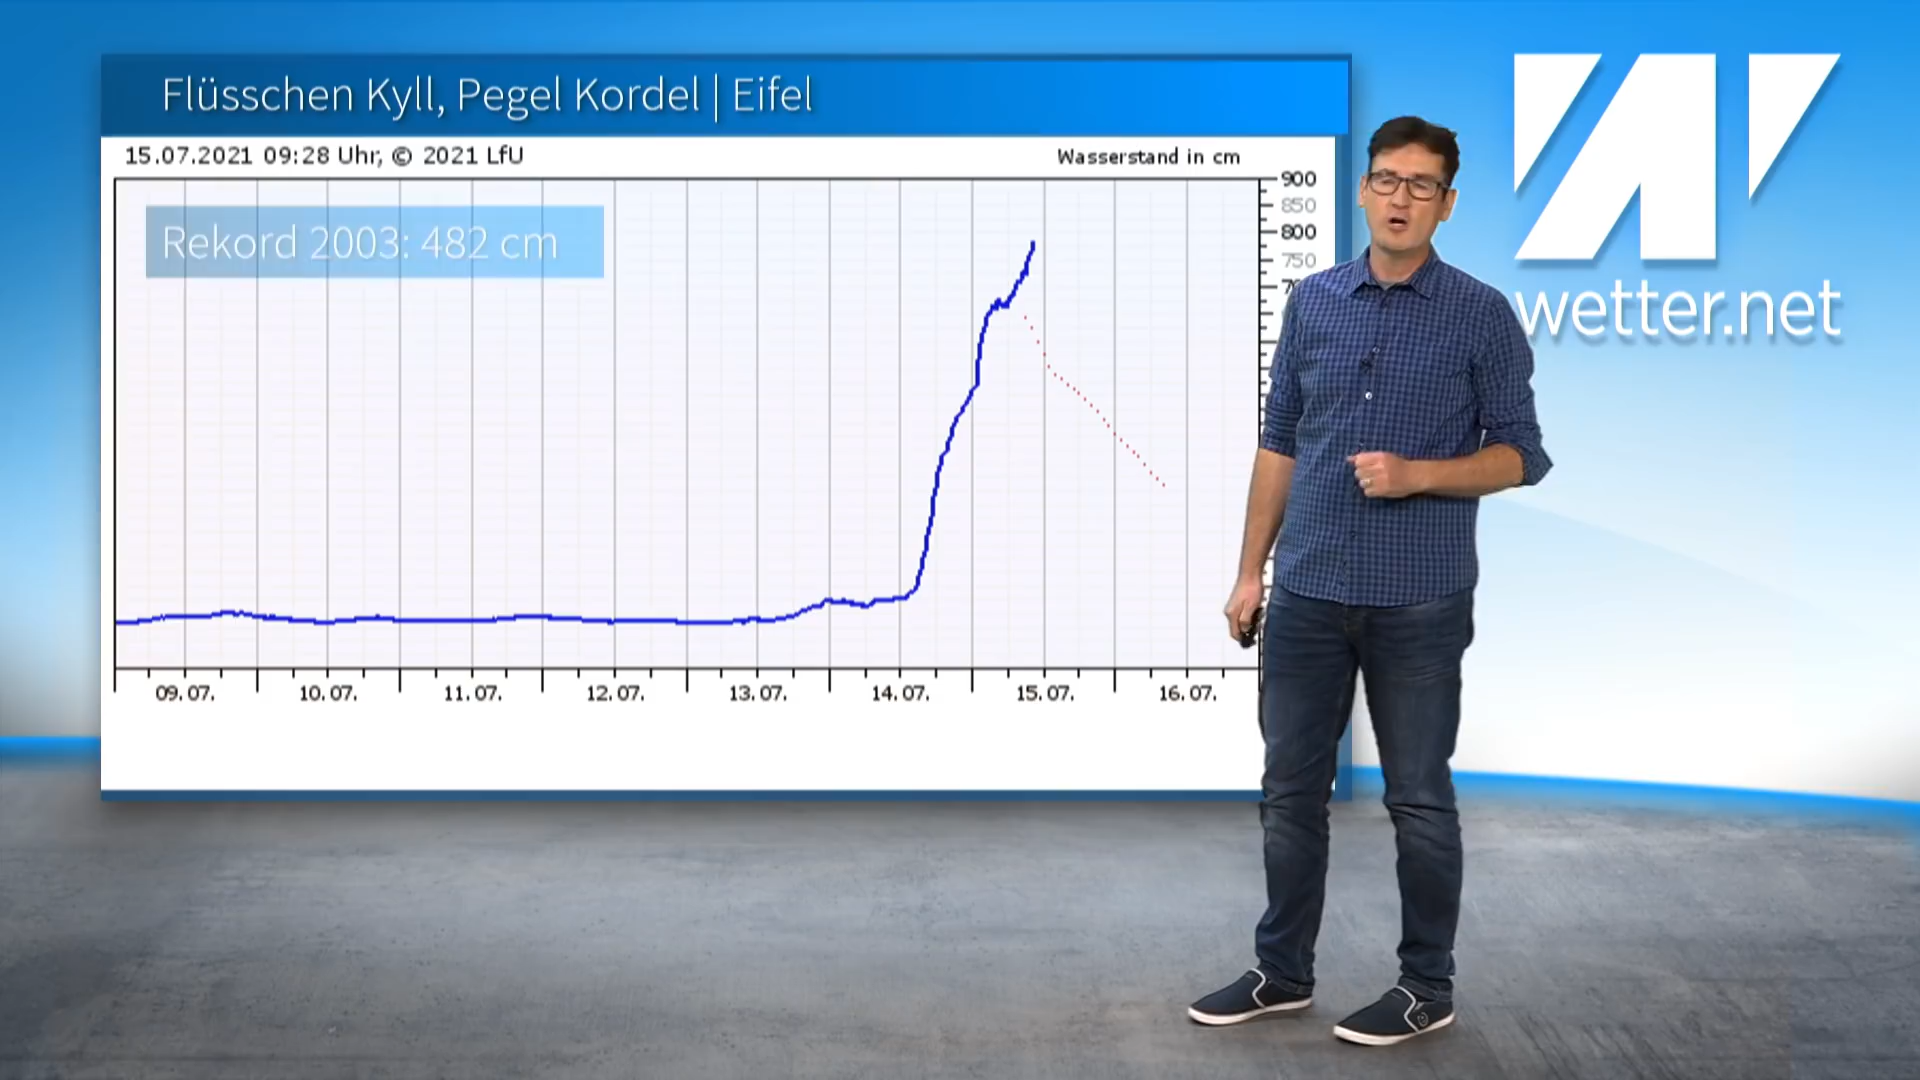 Flüsschen Kyll, Pegel Kordel | Eifel
15.07.2021 09:28 Uhr, © 2021 LfU
Wasserstand in cm
Rekord 2003: 482 cm
900
850
800
750
09.07.
10.07.
11.07.
12.07.
13.07.
14.07.
15.07.
16.07.
wetter.net